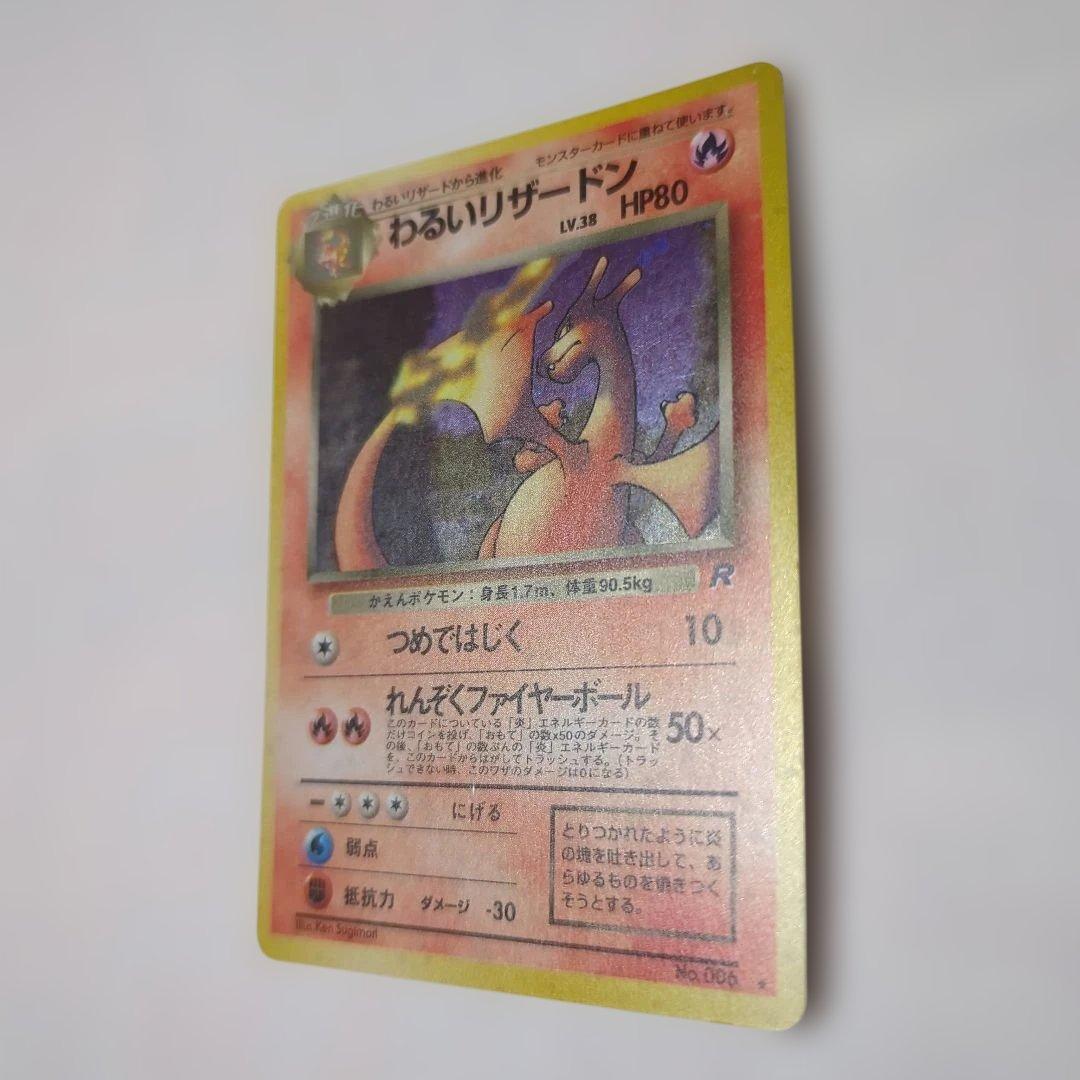 モンスターカードに重ねて使います。
2進化
わるいリザードから進化
わるいリザードン
LV.38
HP80
かえんポケモン：身長1.7m、体重90.5kg
R
つめではじく 10
れんぞくファイヤーボール
このカードについている「炎」エネルギーカードの数
だけコインを投げ、「おもて」の数x50のダメージ。そ
の後、「おもて」の数ぶんの「炎」エネルギーカード
を、このカードからはがしてトラッシュする。（トラッ
シュできない時、このワザのダメージは0になる）
50×
にげる
弱点
抵抗力 ダメージ -30
とりつかれたように炎
の塊を吐き出して、あ
らゆるものを焼きつく
そうとする。
Illus. Ken Sugimori
No.006 ★